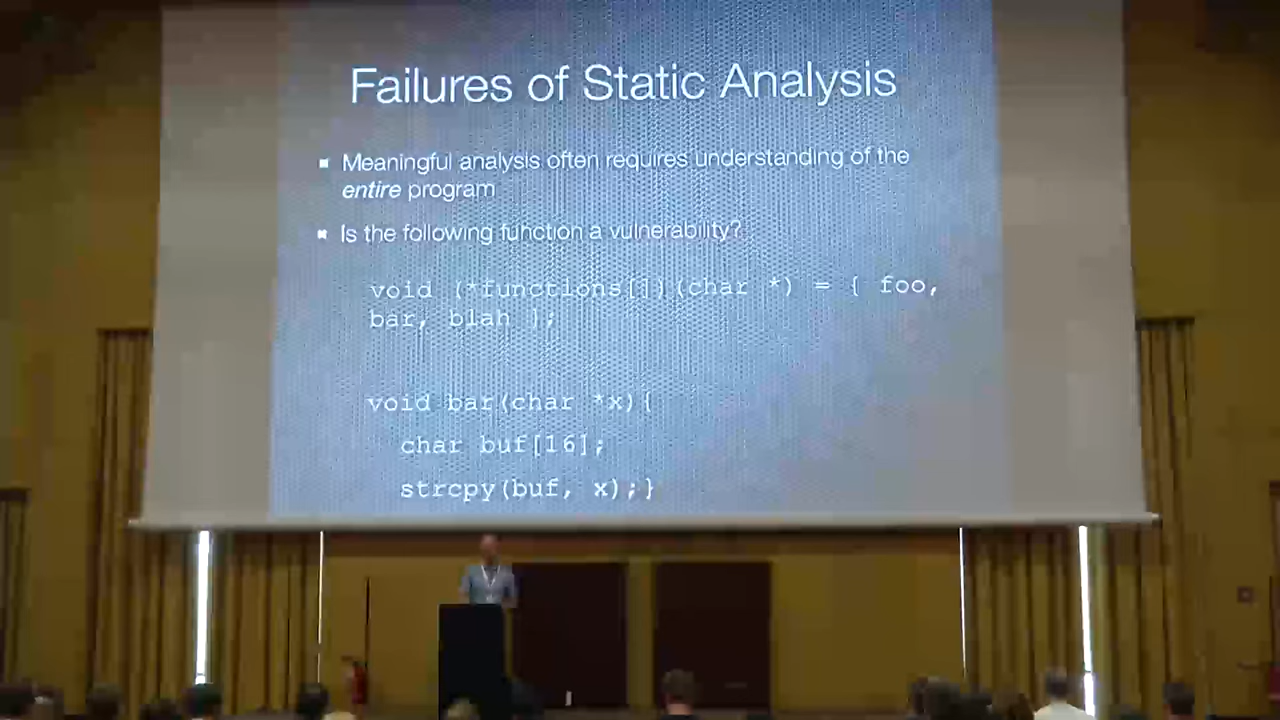 Failures of Static Analysis
Meaningful analysis often requires understanding of the
entire program
Is the following function a vulnerability?
void (*functions[])(char *) = { foo,
bar, blah };
void bar(char *x){
char buf[16];
strcpy(buf, x);}